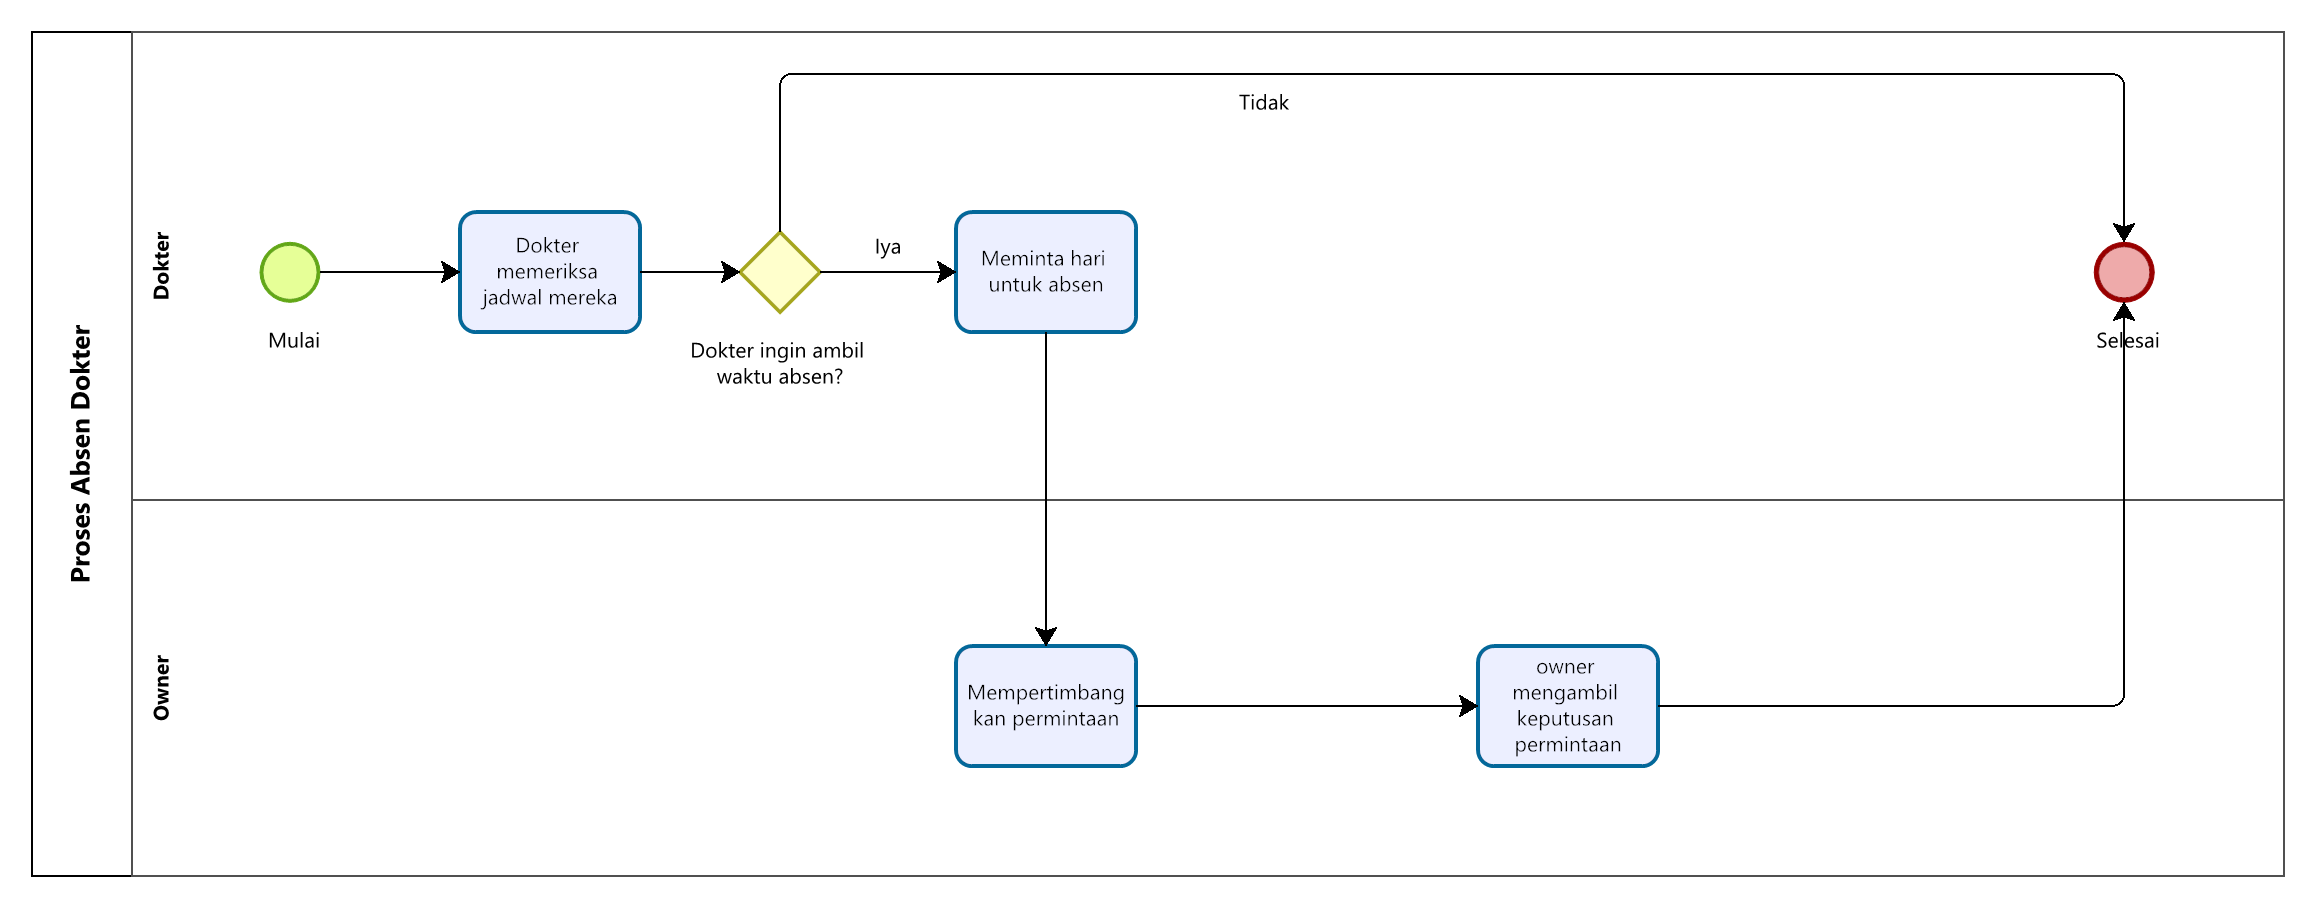 Proses Absen Dokter
Dokter
Tidak
Mulai
Dokter
memeriksa
jadwal mereka
Dokter ingin ambil
waktu absen?
Iya
Meminta hari
untuk absen
Selesai
Owner
Mempertimbang
kan permintaan
owner
mengambil
keputusan
permintaan